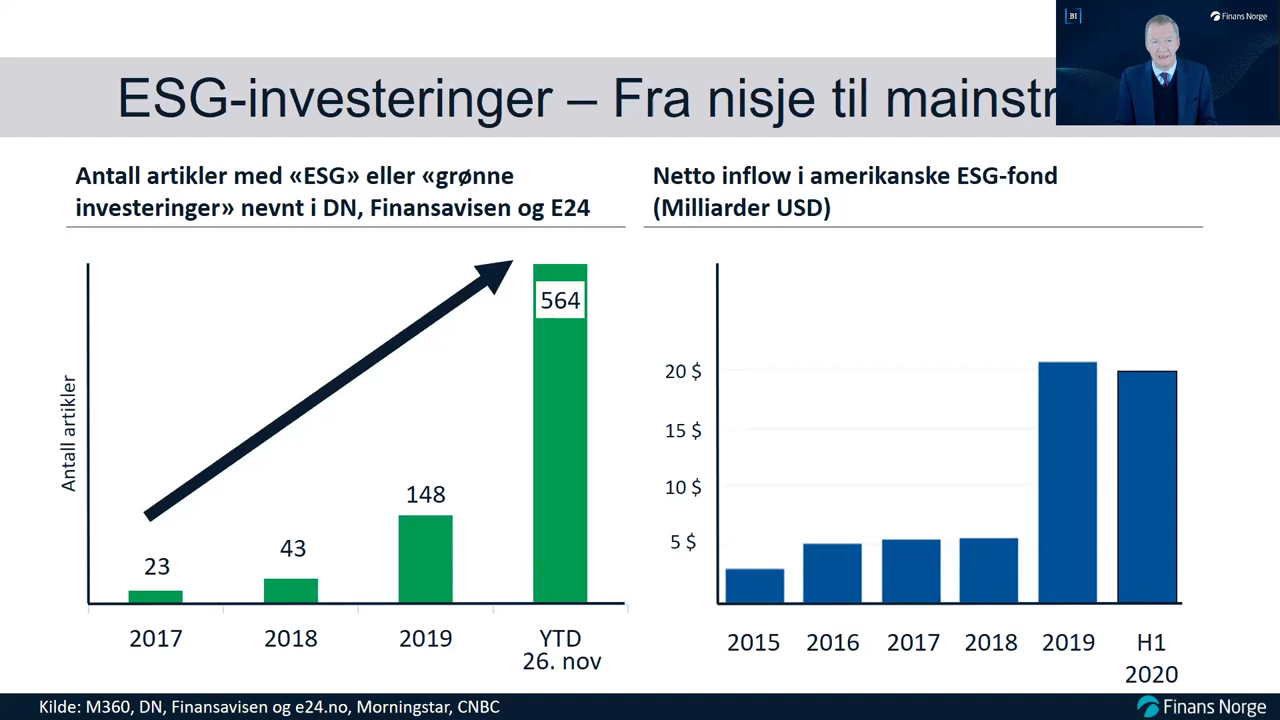 ESG-investeringer – Fra nisje til mainstr
BI
Finans Norge
Antall artikler med «ESG» eller «grønne
investeringer» nevnt i DN, Finansavisen og E24
Antall artikler
23
43
148
564
2017
2018
2019
YTD
26. nov
Netto inflow i amerikanske ESG-fond
(Milliarder USD)
20 $
15 $
10 $
5 $
2015
2016
2017
2018
2019
H1
2020
Kilde: M360, DN, Finansavisen og e24.no, Morningstar, CNBC
Finans Norge